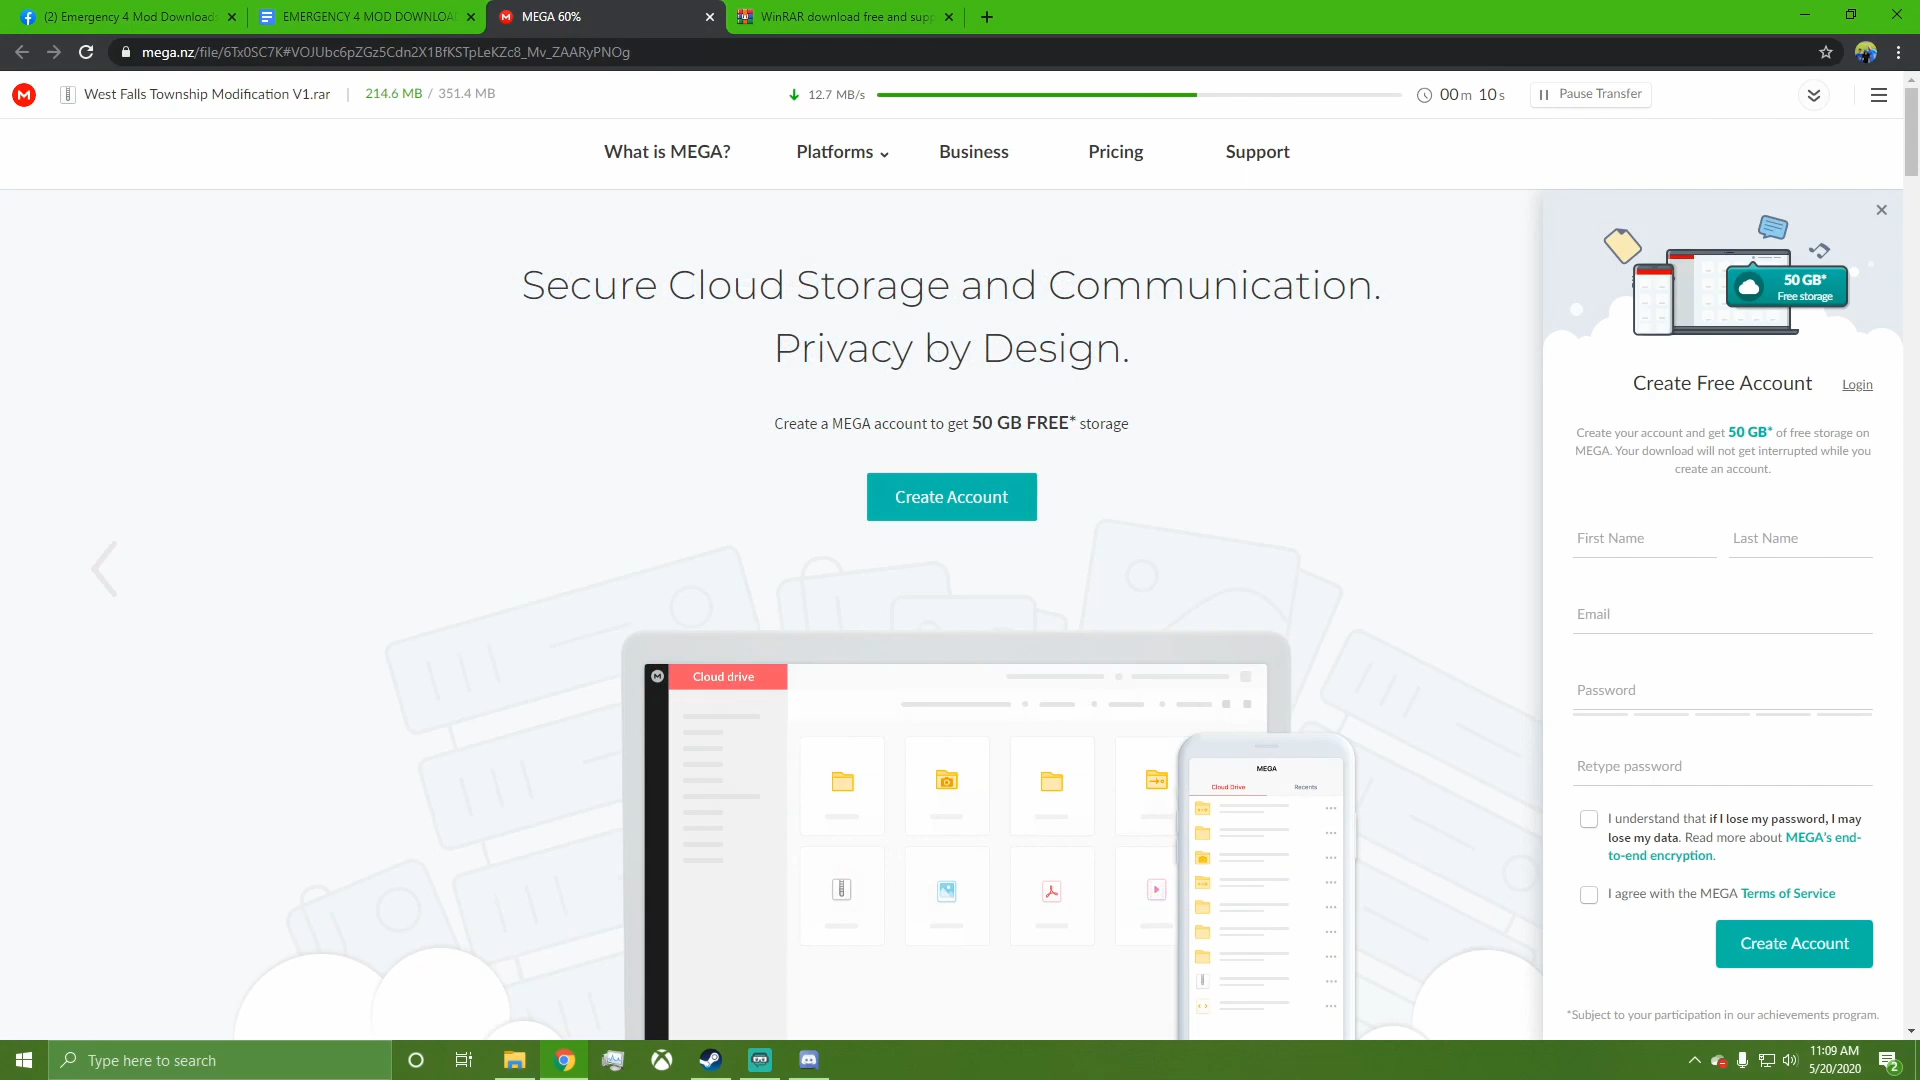 (2) Emergency 4 Mod Downloads
EMERGENCY 4 MOD DOWNLOA
MEGA 60%
WinRAR download free and supp
mega.nz/file/6Tx0SC7K#VOJUbc6pZGz5Cdn2X1BfKSTpLeKZc8_Mv_ZAARyPNOg
West Falls Township Modification V1.rar
214.6 MB / 351.4 MB
12.7 MB/s
00 m 10 s
Pause Transfer
What is MEGA?
Platforms
Business
Pricing
Support
Secure Cloud Storage and Communication.
Privacy by Design.
Create a MEGA account to get 50 GB FREE* storage
Create Account
Cloud drive
MEGA
Cloud Drive
Recents
50 GB*
Free storage
Create Free Account
Login
Create your account and get 50 GB* of free storage on
MEGA. Your download will not get interrupted while you
create an account.
First Name
Last Name
Email
Password
Retype password
I understand that if I lose my password, I may
lose my data. Read more about MEGA's end-
to-end encryption.
I agree with the MEGA Terms of Service
Create Account
*Subject to your participation in our achievements program.
Type here to search
11:09 AM
5/20/2020
2